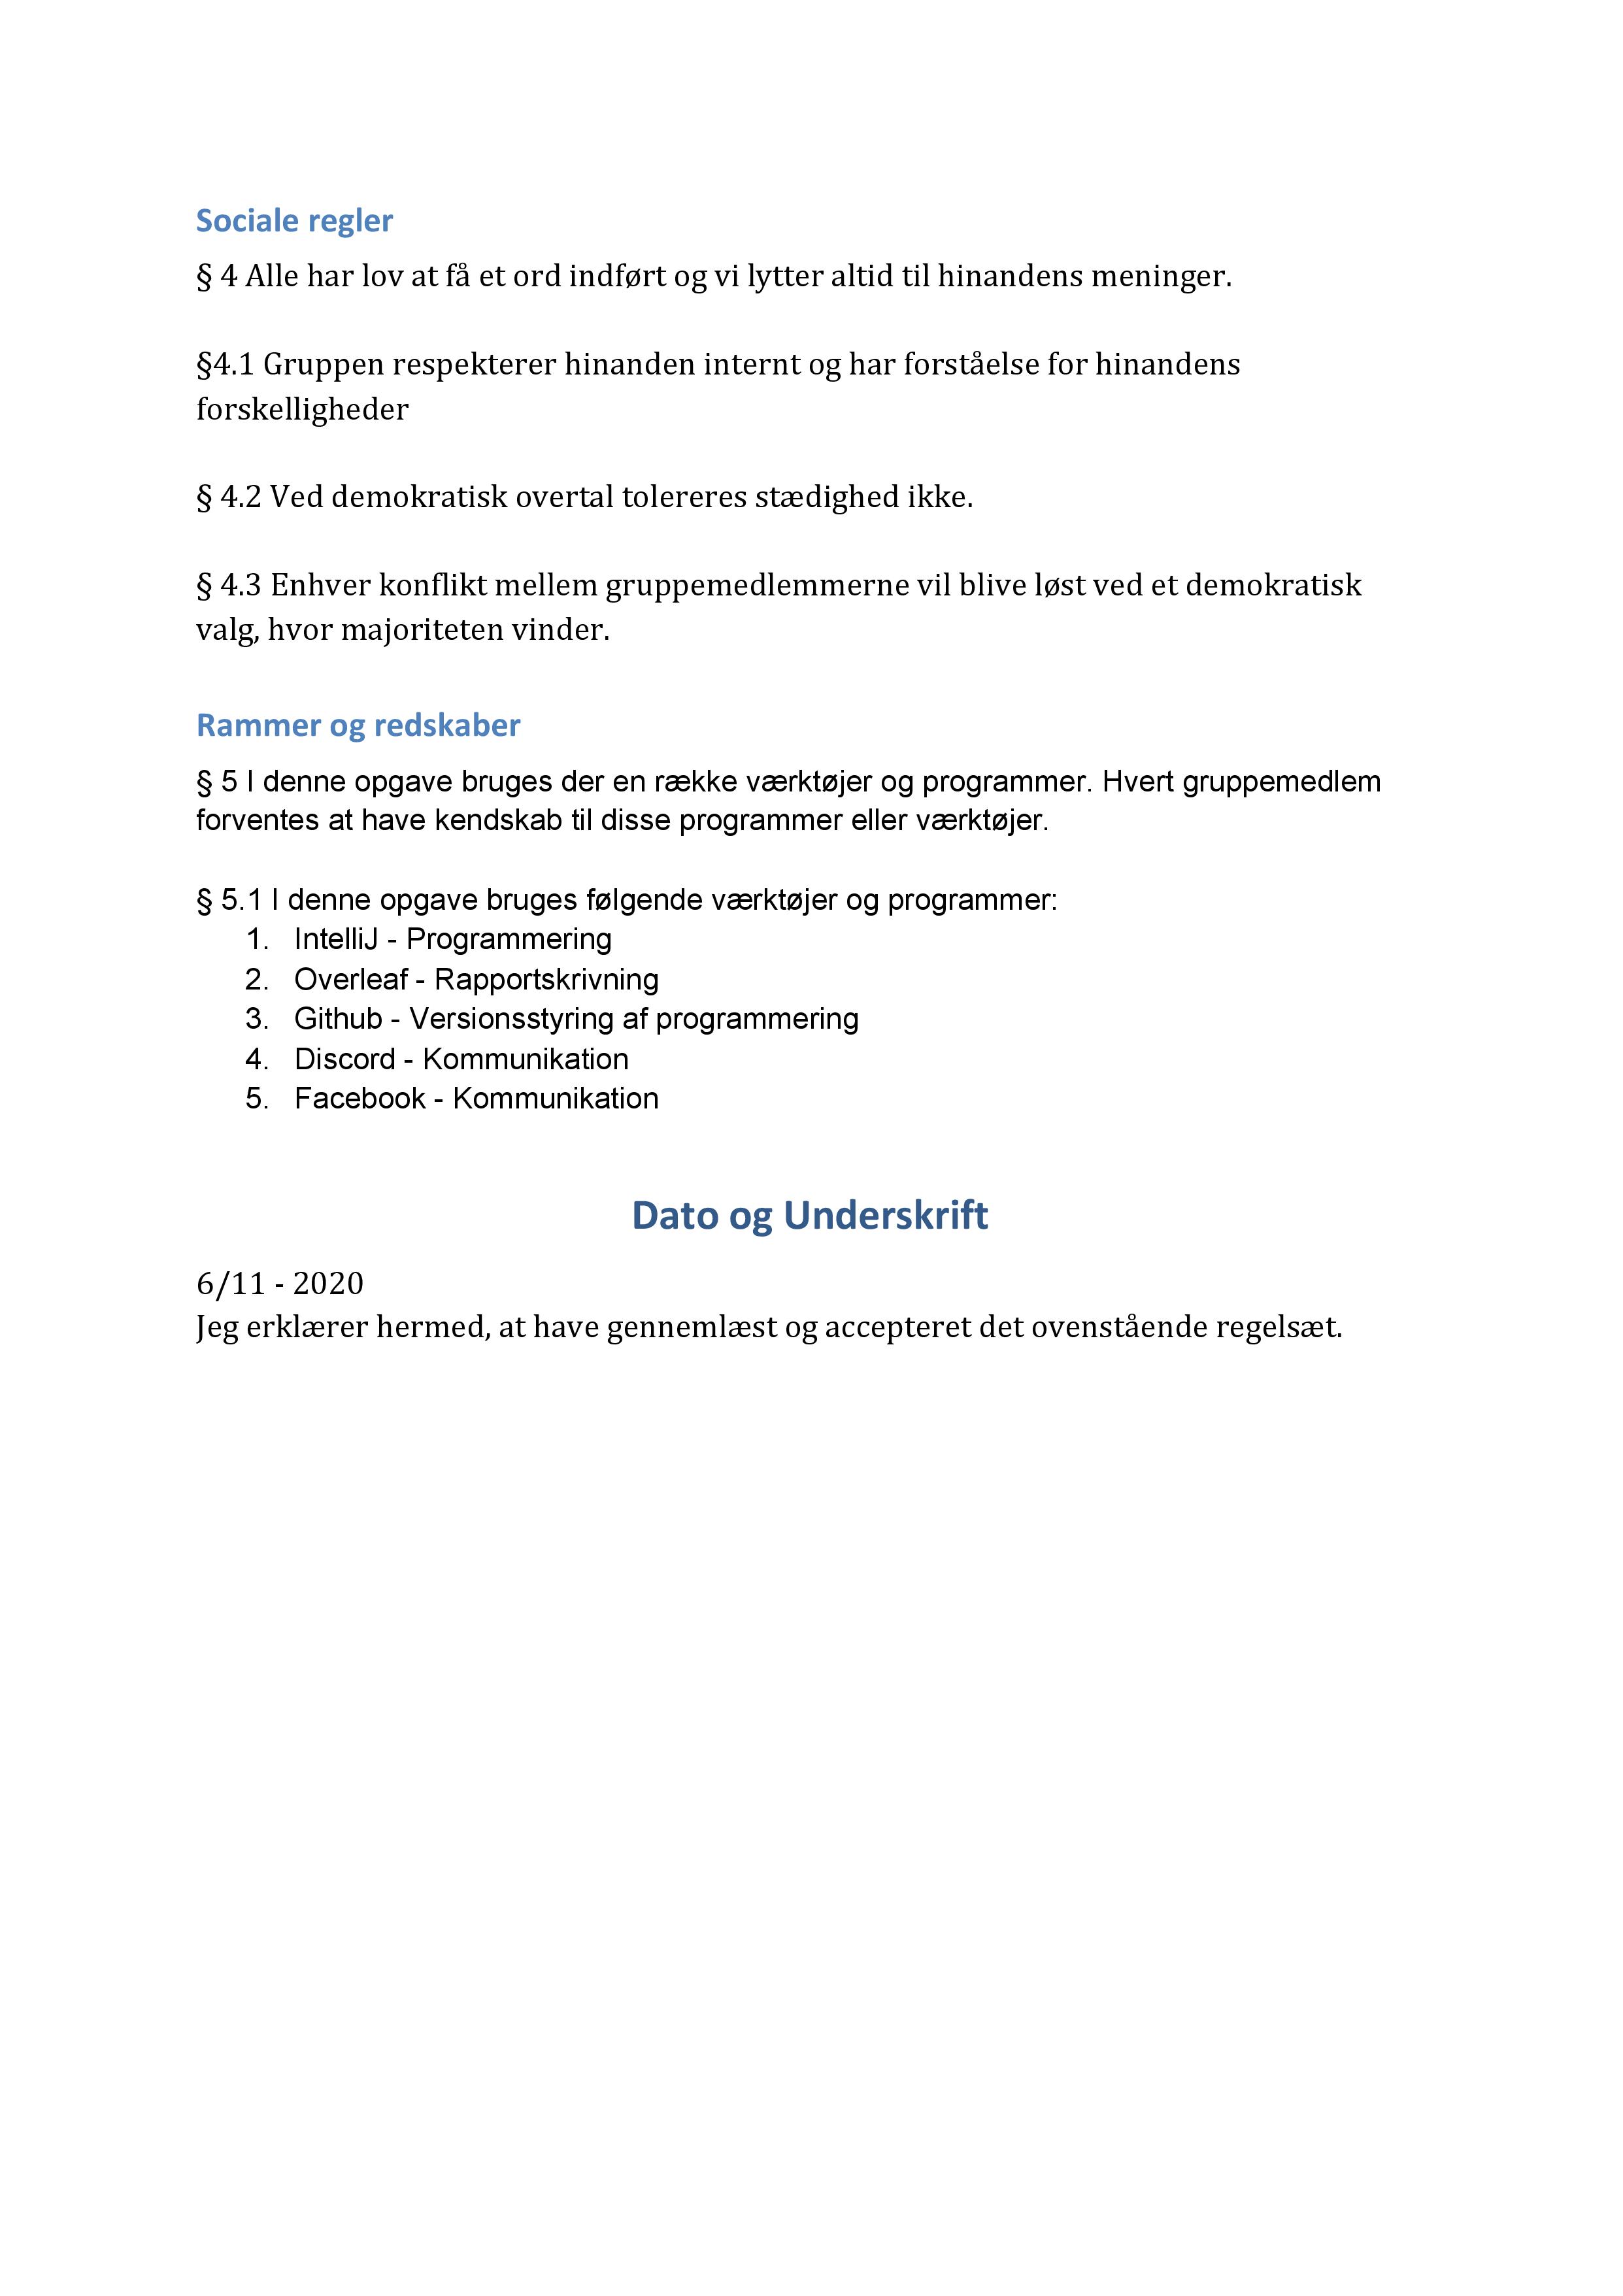 Sociale regler
§ 4 Alle har lov at få et ord indført og vi lytter altid til hinandens meninger.
§4.1 Gruppen respekterer hinanden internt og har forståelse for hinandens
forskelligheder
§ 4.2 Ved demokratisk overtal tolereres stædighed ikke.
§ 4.3 Enhver konflikt mellem gruppemedlemmerne vil blive løst ved et demokratisk
valg, hvor majoriteten vinder.
Rammer og redskaber
§ 5 I denne opgave bruges der en række værktøjer og programmer. Hvert gruppemedlem
forventes at have kendskab til disse programmer eller værktøjer.
§ 5.1 I denne opgave bruges følgende værktøjer og programmer:
1. IntelliJ - Programmering
2. Overleaf - Rapportskrivning
3. Github - Versionsstyring af programmering
4. Discord - Kommunikation
5. Facebook - Kommunikation
Dato og Underskrift
6/11 - 2020
Jeg erklærer hermed, at have gennemlæst og accepteret det ovenstående regelsæt.